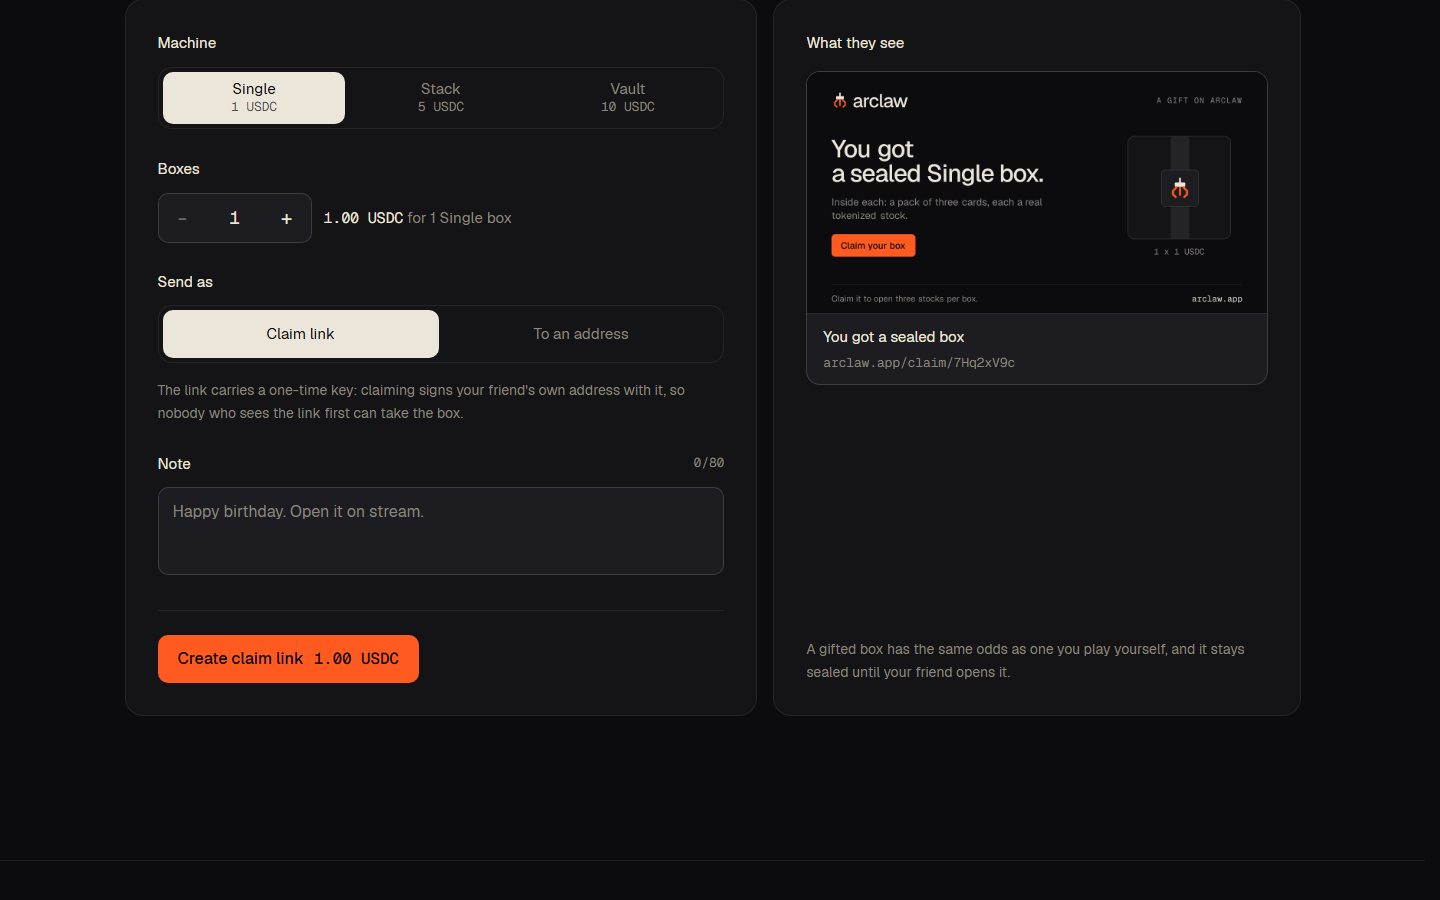 Machine
Single
1 USDC
Stack
5 USDC
Vault
10 USDC
Boxes
− 1 + 1.00 USDC for 1 Single box
Send as
Claim link
To an address
The link carries a one-time key: claiming signs your friend's own address with it, so
nobody who sees the link first can take the box.
Note
0/80
Happy birthday. Open it on stream.
Create claim link 1.00 USDC
What they see
arclaw
A GIFT ON ARCLAW
You got
a sealed Single box.
Inside each: a pack of three cards, each a real
tokenized stock.
Claim your box
1 x 1 USDC
Claim it to open three stocks per box.
arclaw.app
You got a sealed box
arclaw.app/claim/7Hq2xV9c
A gifted box has the same odds as one you play yourself, and it stays
sealed until your friend opens it.